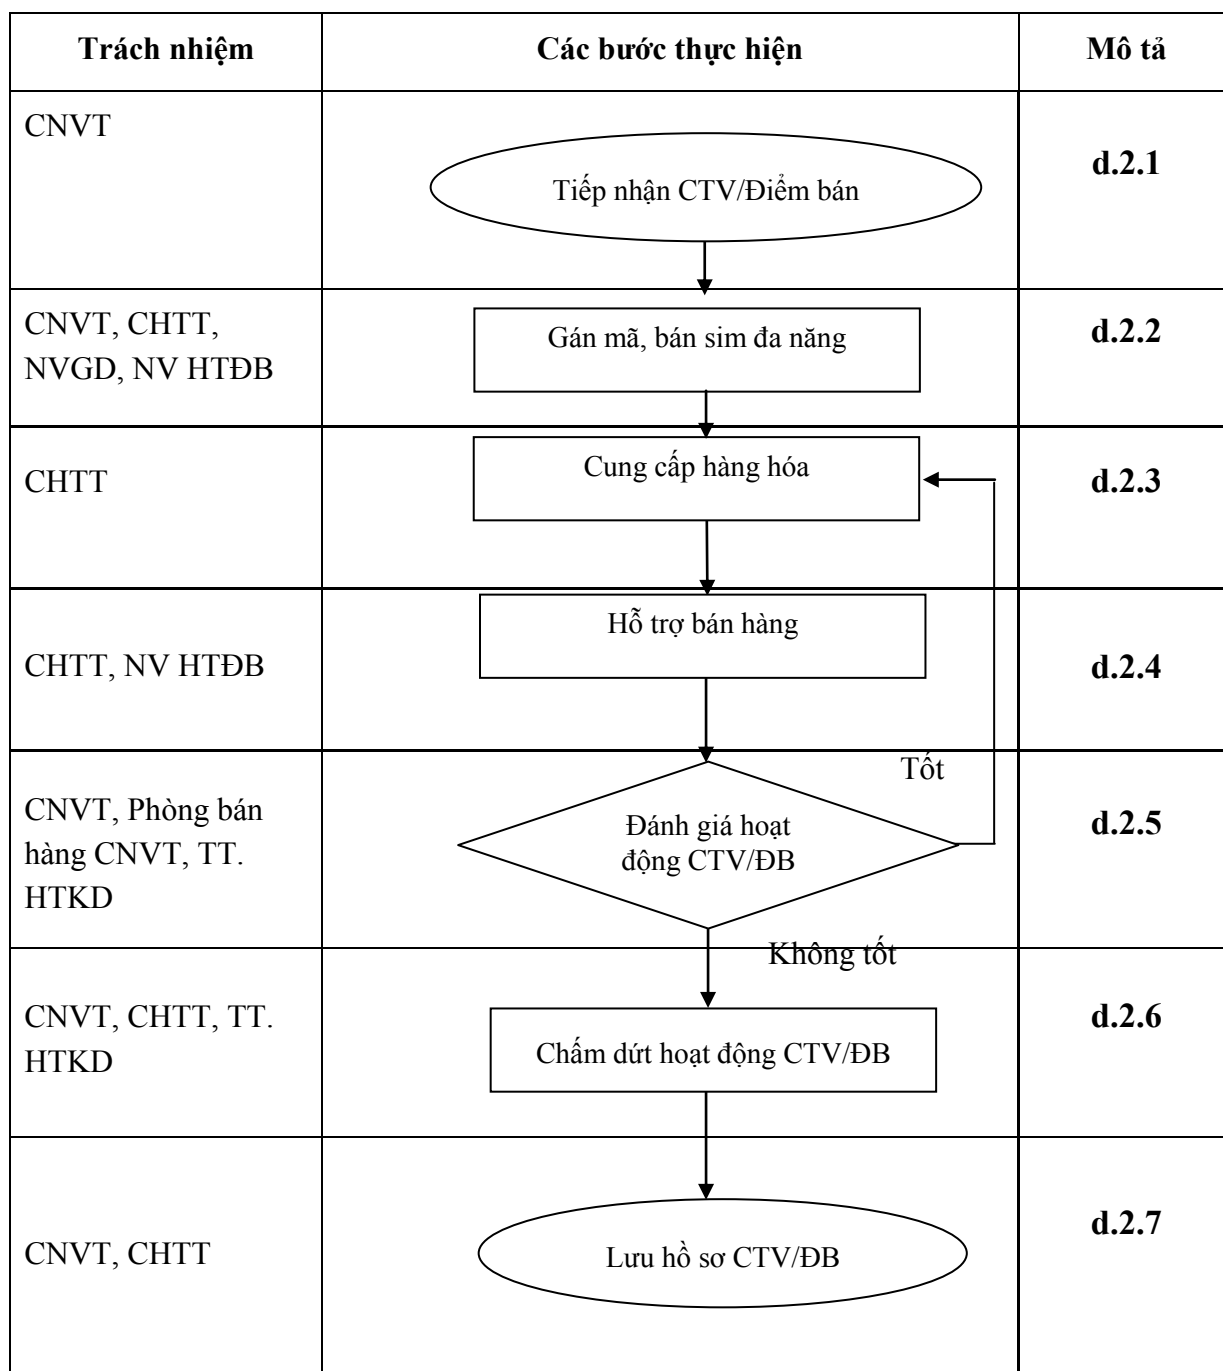 Trách nhiệm
Các bước thực hiện
Mô tả
CNVT
Tiếp nhận CTV/Điểm bán
d.2.1
CNVT, CHTT,
NVGD, NV HTĐB
Gán mã, bán sim đa năng
d.2.2
CHTT
Cung cấp hàng hóa
d.2.3
CHTT, NV HTĐB
Hỗ trợ bán hàng
d.2.4
Tốt
CNVT, Phòng bán
hàng CNVT, TT.
HTKD
Đánh giá hoạt
động CTV/ĐB
d.2.5
Không tốt
CNVT, CHTT, TT.
HTKD
Chấm dứt hoạt động CTV/ĐB
d.2.6
CNVT, CHTT
Lưu hồ sơ CTV/ĐB
d.2.7